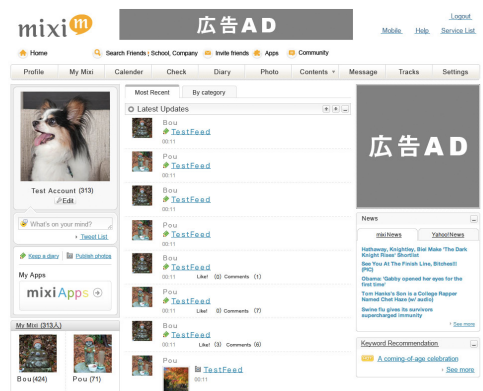 mixi m
広告AD
Logout
Mobile Help Service List
Home
Search Friends | School, Company
Invite friends
Apps
Community
Profile
My Mixi
Calender
Check
Diary
Photo
Contents
Message
Tracks
Settings
Test Account (313)
Edit
What's on your mind?
Tweet List
Keep a diary
Publish photos
My Apps
mixiApps
My Mixi (313人)
Bou(424)
Pou (71)
Most Recent
By category
Latest Updates
Bou
TestFeed
00:11
Pou
TestFeed
00:11
Bou
TestFeed
00:11
Pou
TestFeed
00:11
Bou
TestFeed
00:11 Like! (0) Comments (1)
Pou
TestFeed
00:11
Bou
TestFeed
00:11 Like! (3) Comments (6)
Pou
TestFeed
00:11
広告AD
News
mixiNews
Yahoo!News
Hathaway, Knightley, Biel Make 'The Dark
Knight Rises' Shortlist
See You At The Finish Line, Bitches!!
(PIC)
Obama: 'Gabby opened her eyes for the
first time'
Tom Hanks's Son is a College Rapper
Named Chet Haze (w/ audio)
Swine flu gives its survivors
supercharged immunity
See more
Keyword Recommendation
A coming-of-age celebration
See more